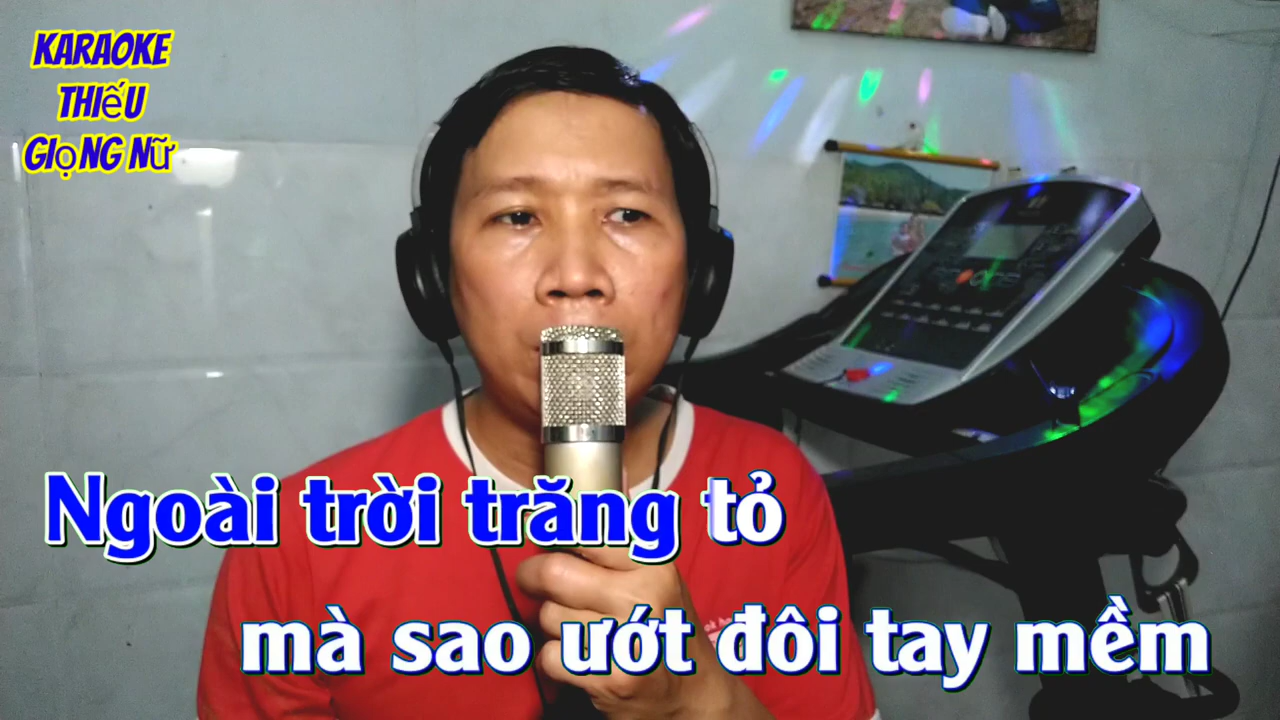 KARAOKE
THIẾU
GIỌNG NỮ
Ngoài trời trăng tỏ
mà sao ướt đôi tay mềm